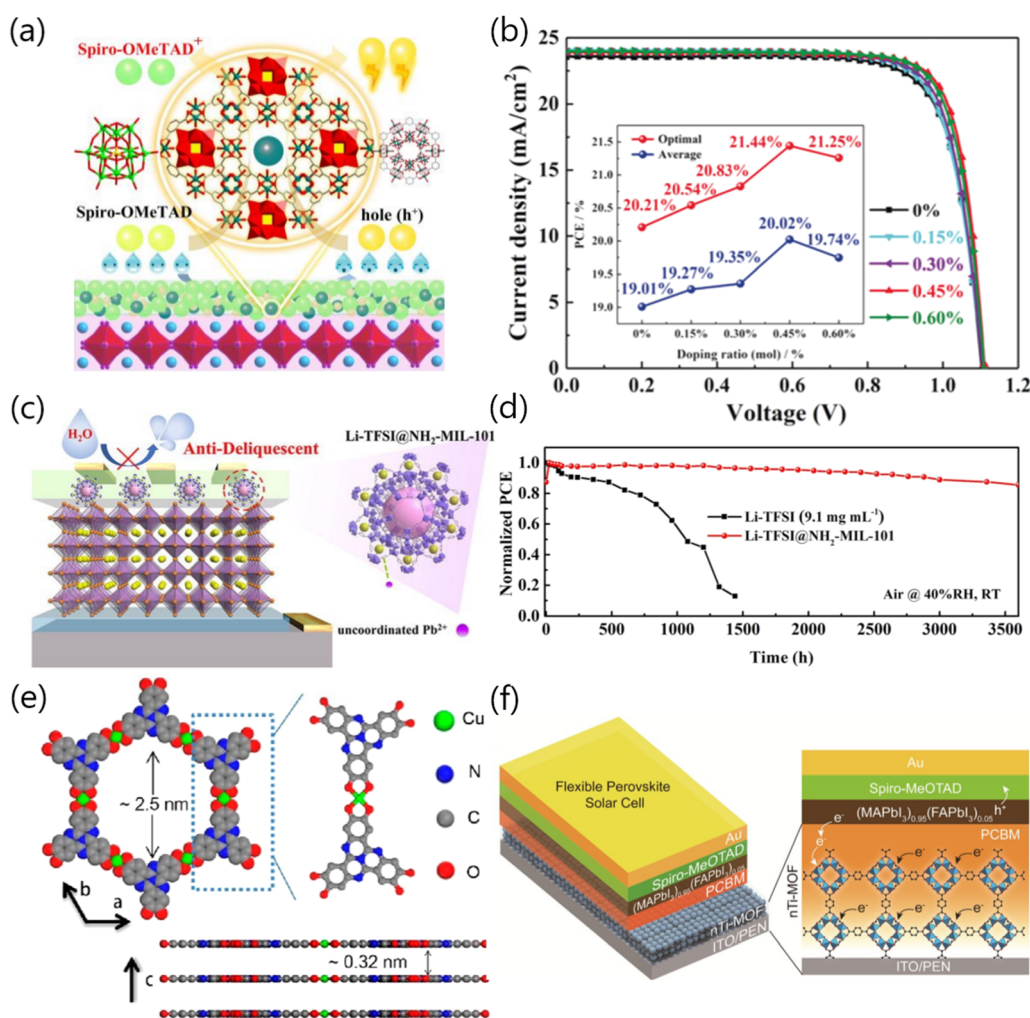 (a)
Spiro-OMeTAD⁺
Spiro-OMeTAD
hole (h⁺)
(b)
Current density (mA/cm²)
25
20
15
10
5
0
0.0
0.2
0.4
0.6
0.8
1.0
1.2
Voltage (V)
0%
0.15%
0.30%
0.45%
0.60%
Optimal
Average
PCE / %
21.5
21.0
20.5
20.0
19.5
19.0
20.21%
20.54%
20.83%
21.44%
21.25%
19.01%
19.27%
19.35%
20.02%
19.74%
0%
0.15%
0.30%
0.45%
0.60%
Doping ratio (mol) / %
(c)
H₂O
Anti-Deliquescent
Li-TFSI@NH₂-MIL-101
uncoordinated Pb²⁺
(d)
Normalized PCE
1.0
0.8
0.6
0.4
0.2
0.0
Li-TFSI (9.1 mg mL⁻¹)
Li-TFSI@NH₂-MIL-101
Air @ 40%RH, RT
0
500
1000
1500
2000
2500
3000
3500
Time (h)
(e)
~ 2.5 nm
b
a
Cu
N
C
O
~ 0.32 nm
c
(f)
Flexible Perovskite
Solar Cell
Au
Spiro-MeOTAD
(MAPbI₃)₀.₉₅(FAPbI₃)₀.₀₅
PCBM
nTi-MOF
ITO/PEN
Au
Spiro-MeOTAD
(MAPbI₃)₀.₉₅(FAPbI₃)₀.₀₅
h⁺
e⁻
PCBM
e⁻
e⁻
e⁻
e⁻
e⁻
nTi-MOF
ITO/PEN